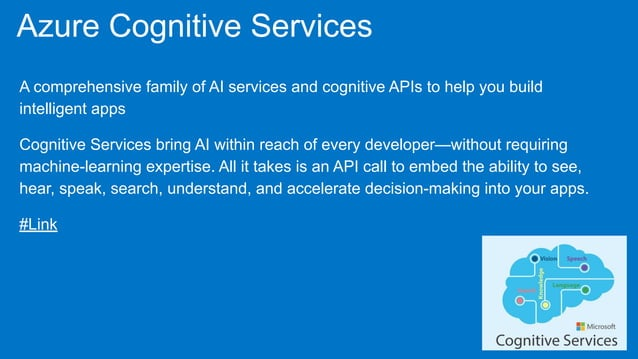 Azure Cognitive Services
A comprehensive family of AI services and cognitive APIs to help you build
intelligent apps
Cognitive Services bring AI within reach of every developer—without requiring
machine-learning expertise. All it takes is an API call to embed the ability to see,
hear, speak, search, understand, and accelerate decision-making into your apps.
#Link
Vision
Speech
Knowledge
Language
Microsoft
Cognitive Services